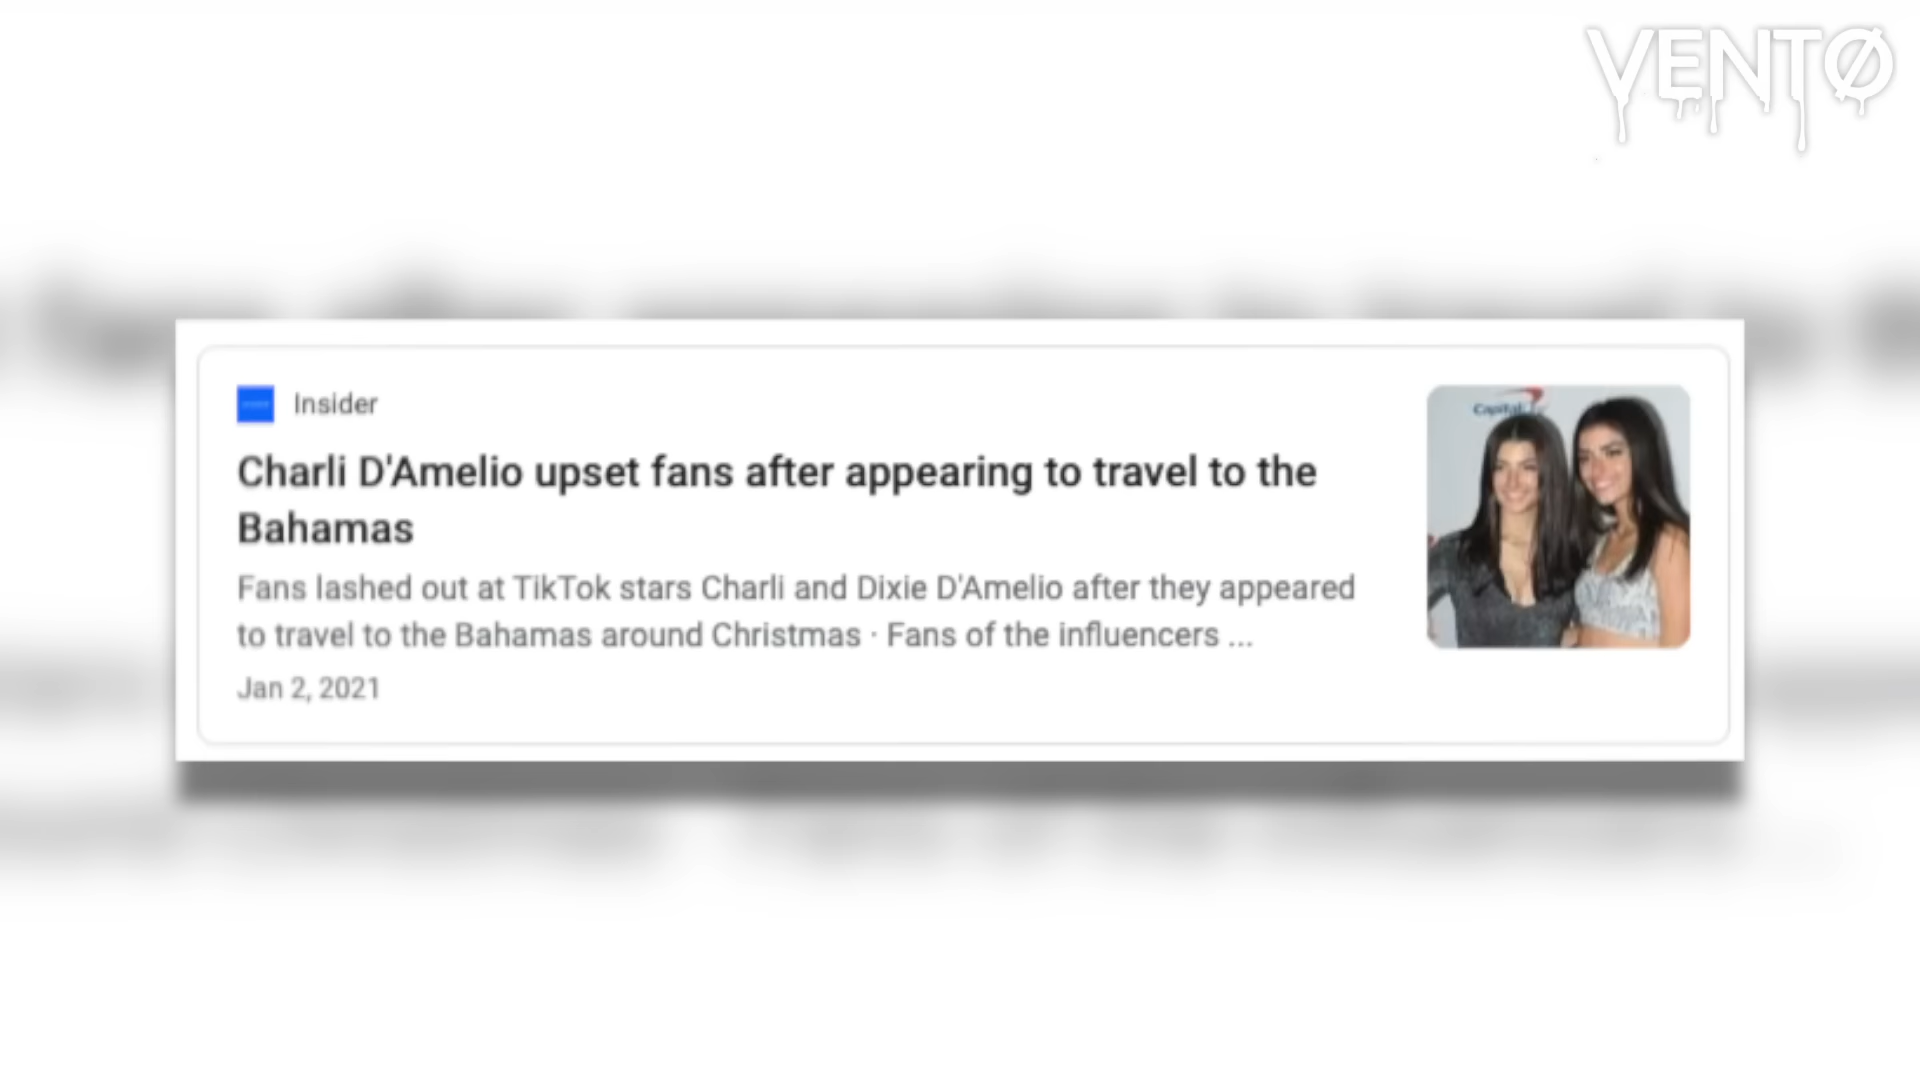 VENTØ
Insider
Charli D'Amelio upset fans after appearing to travel to the
Bahamas
Fans lashed out at TikTok stars Charli and Dixie D'Amelio after they appeared
to travel to the Bahamas around Christmas · Fans of the influencers ...
Jan 2, 2021
Capital